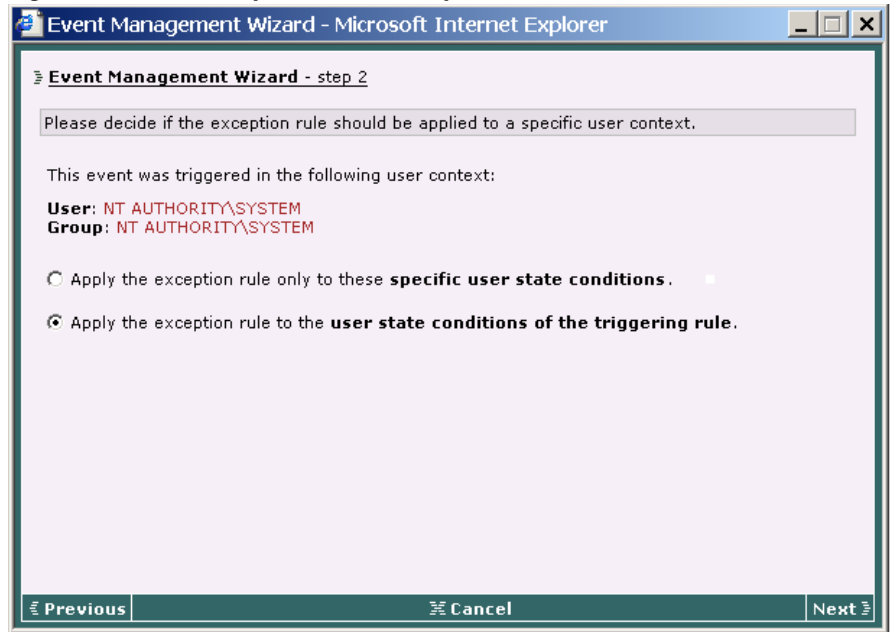 Event Management Wizard - Microsoft Internet Explorer
Event Management Wizard - step 2
Please decide if the exception rule should be applied to a specific user context.
This event was triggered in the following user context:
User: NT AUTHORITY\SYSTEM
Group: NT AUTHORITY\SYSTEM
Apply the exception rule only to these specific user state conditions.
Apply the exception rule to the user state conditions of the triggering rule.
Previous Cancel Next